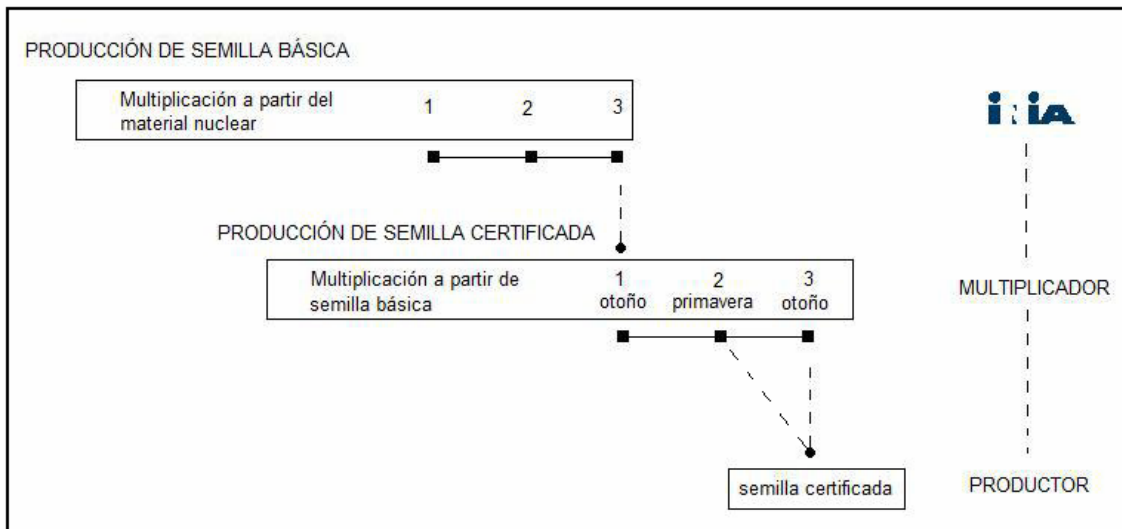 PRODUCCIÓN DE SEMILLA BÁSICA
Multiplicación a partir del
material nuclear
1 2 3
iNiA
PRODUCCIÓN DE SEMILLA CERTIFICADA
Multiplicación a partir de
semilla básica
1 2 3
otoño primavera otoño
MULTIPLICADOR
semilla certificada
PRODUCTOR